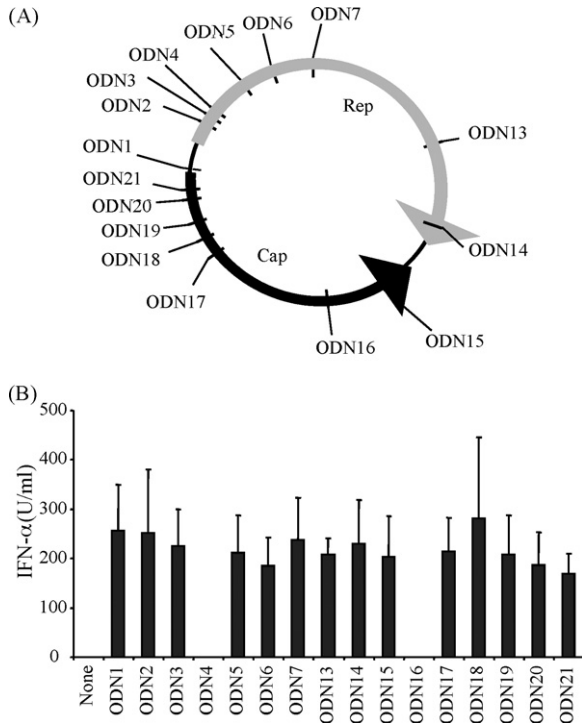 (A)
ODN7
ODN6
ODN5
ODN4
ODN3
ODN2
ODN1
ODN21
ODN20
ODN19
ODN18
ODN17
ODN16
ODN15
ODN14
ODN13
Rep
Cap
(B)
IFN-α(U/ml)
500
400
300
200
100
0
None
ODN1
ODN2
ODN3
ODN4
ODN5
ODN6
ODN7
ODN13
ODN14
ODN15
ODN16
ODN17
ODN18
ODN19
ODN20
ODN21